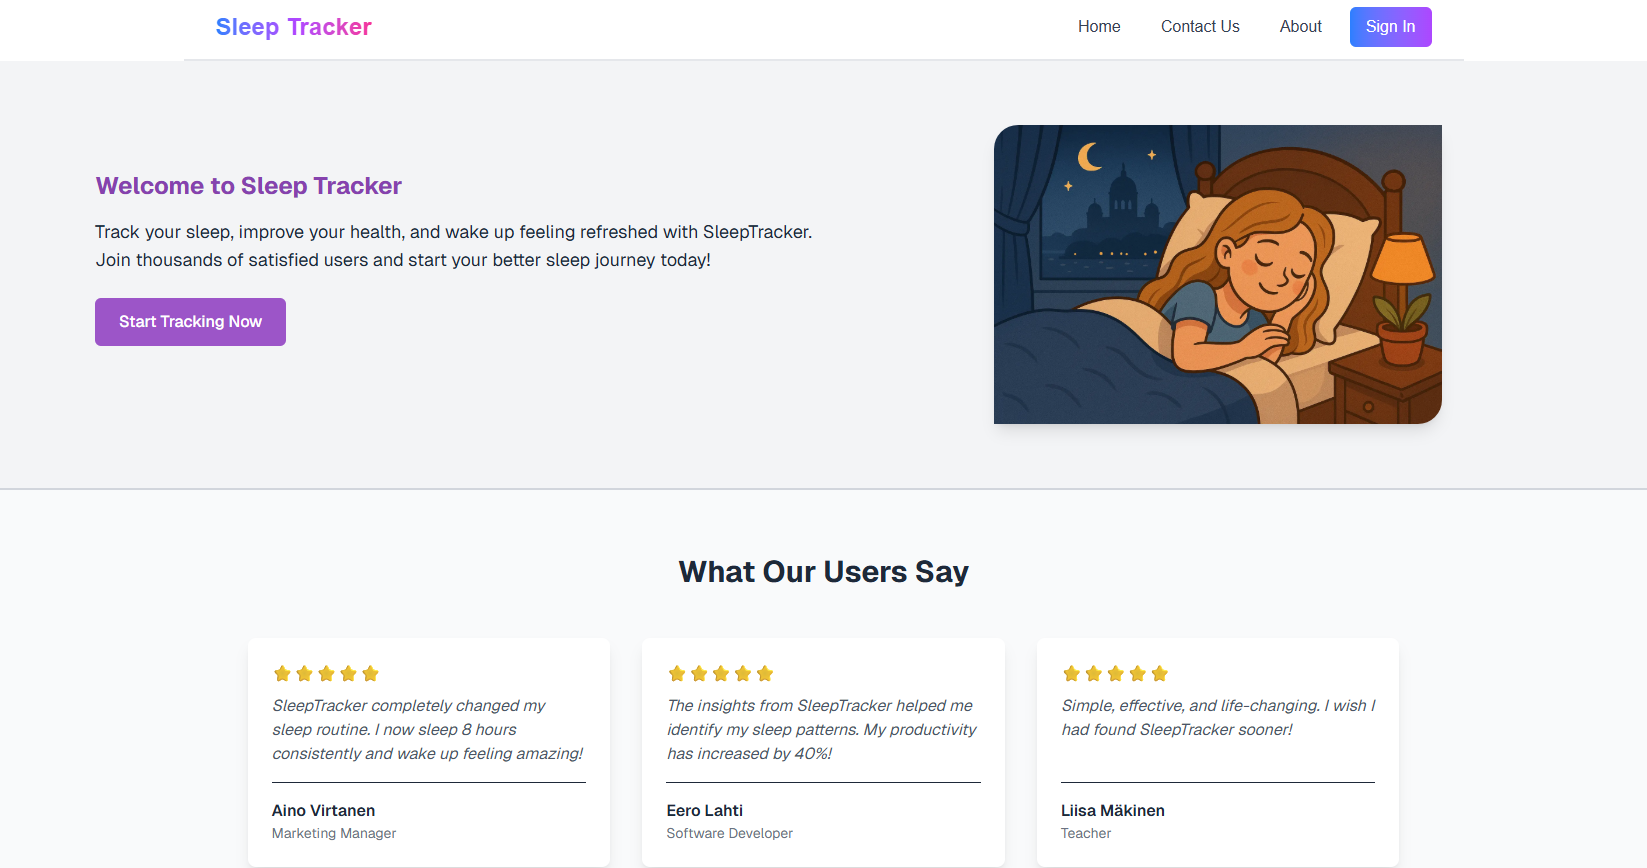 Sleep Tracker
Home
Contact Us
About
Sign In
Welcome to Sleep Tracker
Track your sleep, improve your health, and wake up feeling refreshed with SleepTracker.
Join thousands of satisfied users and start your better sleep journey today!
Start Tracking Now
What Our Users Say
SleepTracker completely changed my
sleep routine. I now sleep 8 hours
consistently and wake up feeling amazing!
Aino Virtanen
Marketing Manager
The insights from SleepTracker helped me
identify my sleep patterns. My productivity
has increased by 40%!
Eero Lahti
Software Developer
Simple, effective, and life-changing. I wish I
had found SleepTracker sooner!
Liisa Mäkinen
Teacher